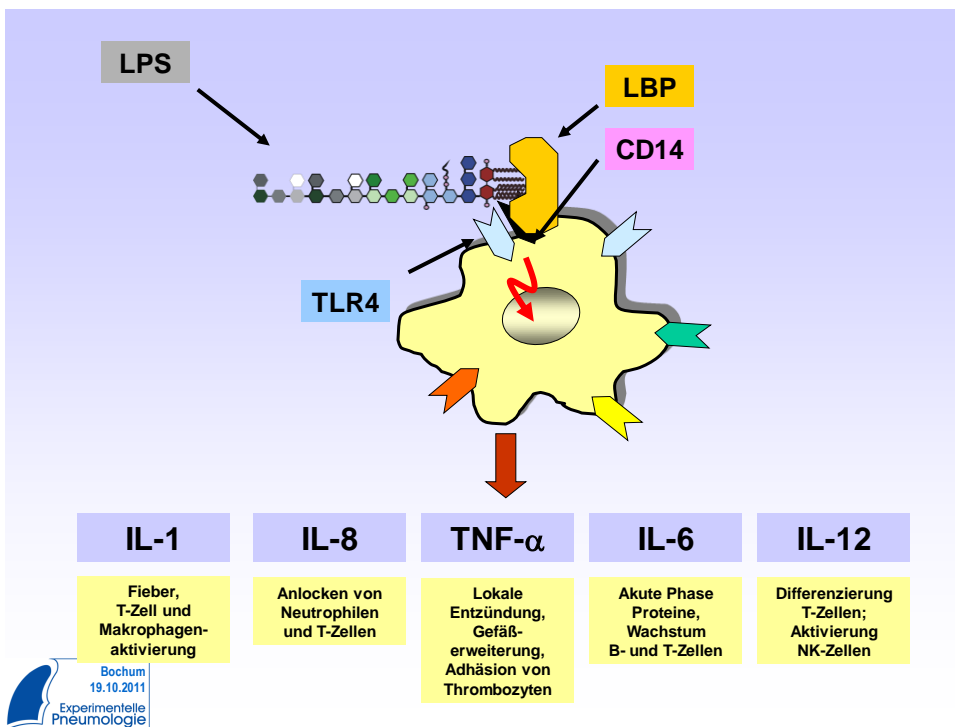 LPS
LBP
CD14
TLR4
IL-1
IL-8
TNF-α
IL-6
IL-12
Fieber,
T-Zell und
Makrophagen-
aktivierung
Anlocken von
Neutrophilen
und T-Zellen
Lokale
Entzündung,
Gefäß-
erweiterung,
Adhäsion von
Thrombozyten
Akute Phase
Proteine,
Wachstum
B- und T-Zellen
Differenzierung
T-Zellen;
Aktivierung
NK-Zellen
Bochum
19.10.2011
Experimentelle
Pneumologie